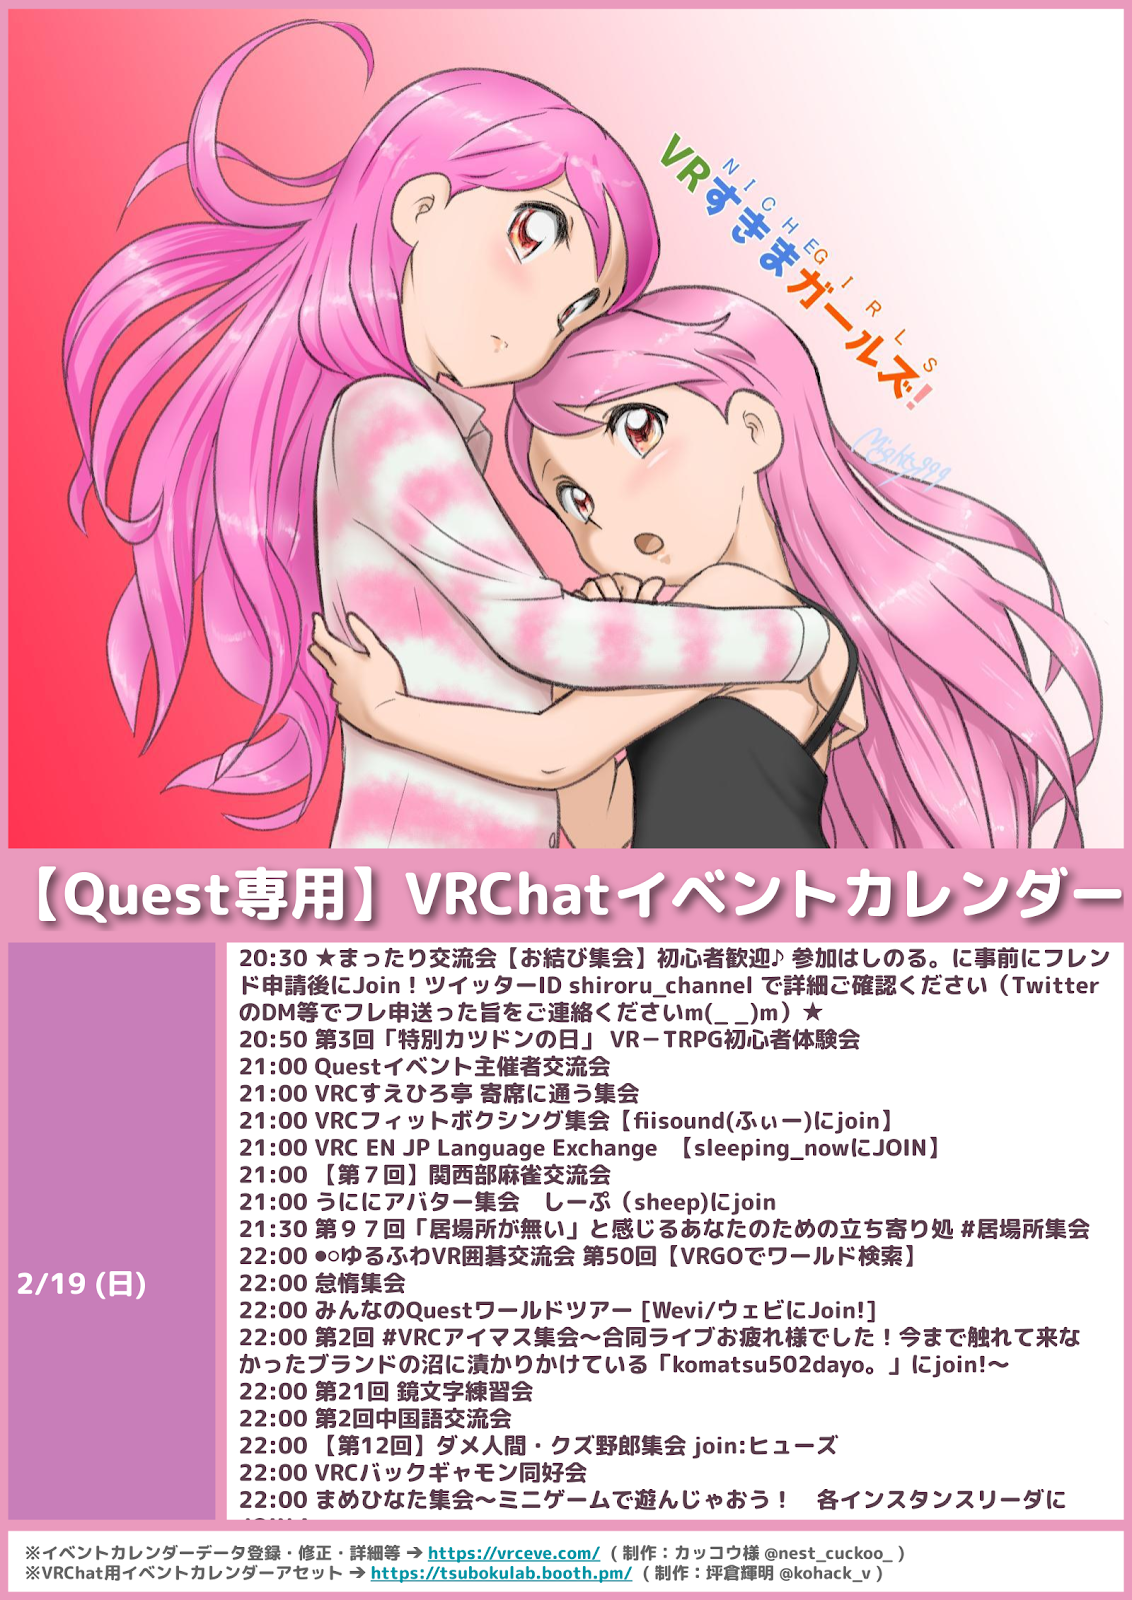 NICHE GIRLS
VRすきまガールズ!
Mighty999
【Quest専用】VRChatイベントカレンダー
2/19 (日)
20:30 ★まったり交流会【お結び集会】初心者歓迎♪ 参加はしのる。に事前にフレン
ド申請後にJoin！ツイッターID shiroru_channel で詳細ご確認ください（Twitter
のDM等でフレ申送った旨をご連絡くださいm(_ _)m）★
20:50 第3回「特別カツドンの日」 VR－TRPG初心者体験会
21:00 Questイベント主催者交流会
21:00 VRCすえひろ亭 寄席に通う集会
21:00 VRCフィットボクシング集会【fiisound(ふぃー)にjoin】
21:00 VRC EN JP Language Exchange 【sleeping_nowにJOIN】
21:00 【第７回】関西部麻雀交流会
21:00 うににアバター集会　しーぷ（sheep)にjoin
21:30 第９７回「居場所が無い」と感じるあなたのための立ち寄り処 #居場所集会
22:00 ●○ゆるふわVR囲碁交流会 第50回【VRGOでワールド検索】
22:00 怠惰集会
22:00 みんなのQuestワールドツアー [Wevi/ウェビにJoin!]
22:00 第2回 #VRCアイマス集会～合同ライブお疲れ様でした！今まで触れて来な
かったブランドの沼に漬かりかけている「komatsu502dayo。」にjoin!～
22:00 第21回 鏡文字練習会
22:00 第2回中国語交流会
22:00 【第12回】ダメ人間・クズ野郎集会 join:ヒューズ
22:00 VRCバックギャモン同好会
22:00 まめひなた集会～ミニゲームで遊んじゃおう！　各インスタンスリーダに
※イベントカレンダーデータ登録・修正・詳細等 ➔ https://vrceve.com/ ( 制作：カッコウ様 @nest_cuckoo_ )
※VRChat用イベントカレンダーアセット ➔ https://tsubokulab.booth.pm/ ( 制作：坪倉輝明 @kohack_v )